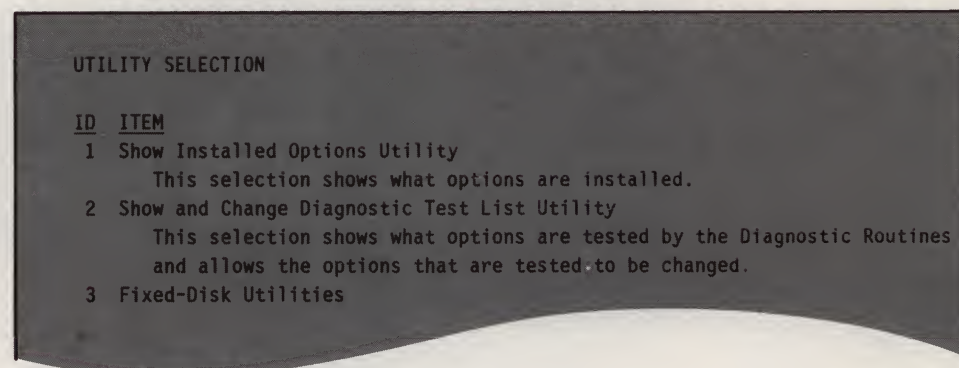 UTILITY SELECTION
ID ITEM
1 Show Installed Options Utility
This selection shows what options are installed.
2 Show and Change Diagnostic Test List Utility
This selection shows what options are tested by the Diagnostic Routines
and allows the options that are tested to be changed.
3 Fixed-Disk Utilities